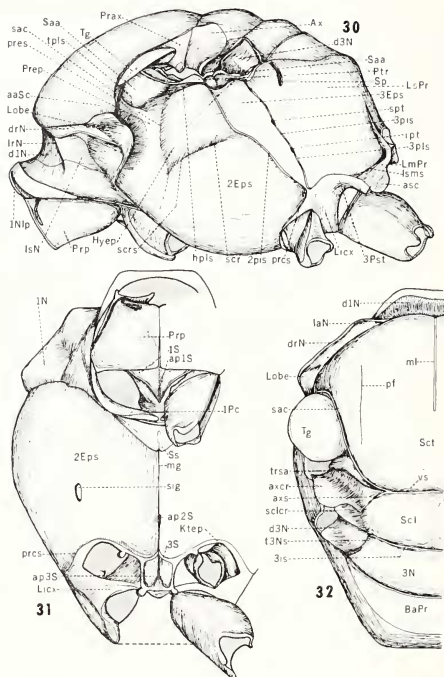 Prax
Ax
30
Saa
Tg
d3N
sac
tpls
pres
Saa
Ptr
Sp
LsPr
Prep
3Eps
aaSc
spt
Lobe
3pis
ipt
drN
3pls
lrN
d1N
LmPr
lsms
asc
2Eps
1Nlp
lsN
Prp
Hyep
scrs
hpls
scr
2pis
prcs
Licx
3Pst
1N
Prp
1S
ap1S
1Pc
2Eps
Ss
mg
sig
ap2S
Ktep
3S
prcs
ap3S
Licx
31
d1N
laN
drN
ml
Lobe
pf
sac
Tg
Sct
trsa
vs
axcr
axs
Scl
sclcr
d3N
t3Ns
3is
3N
32
BaPr